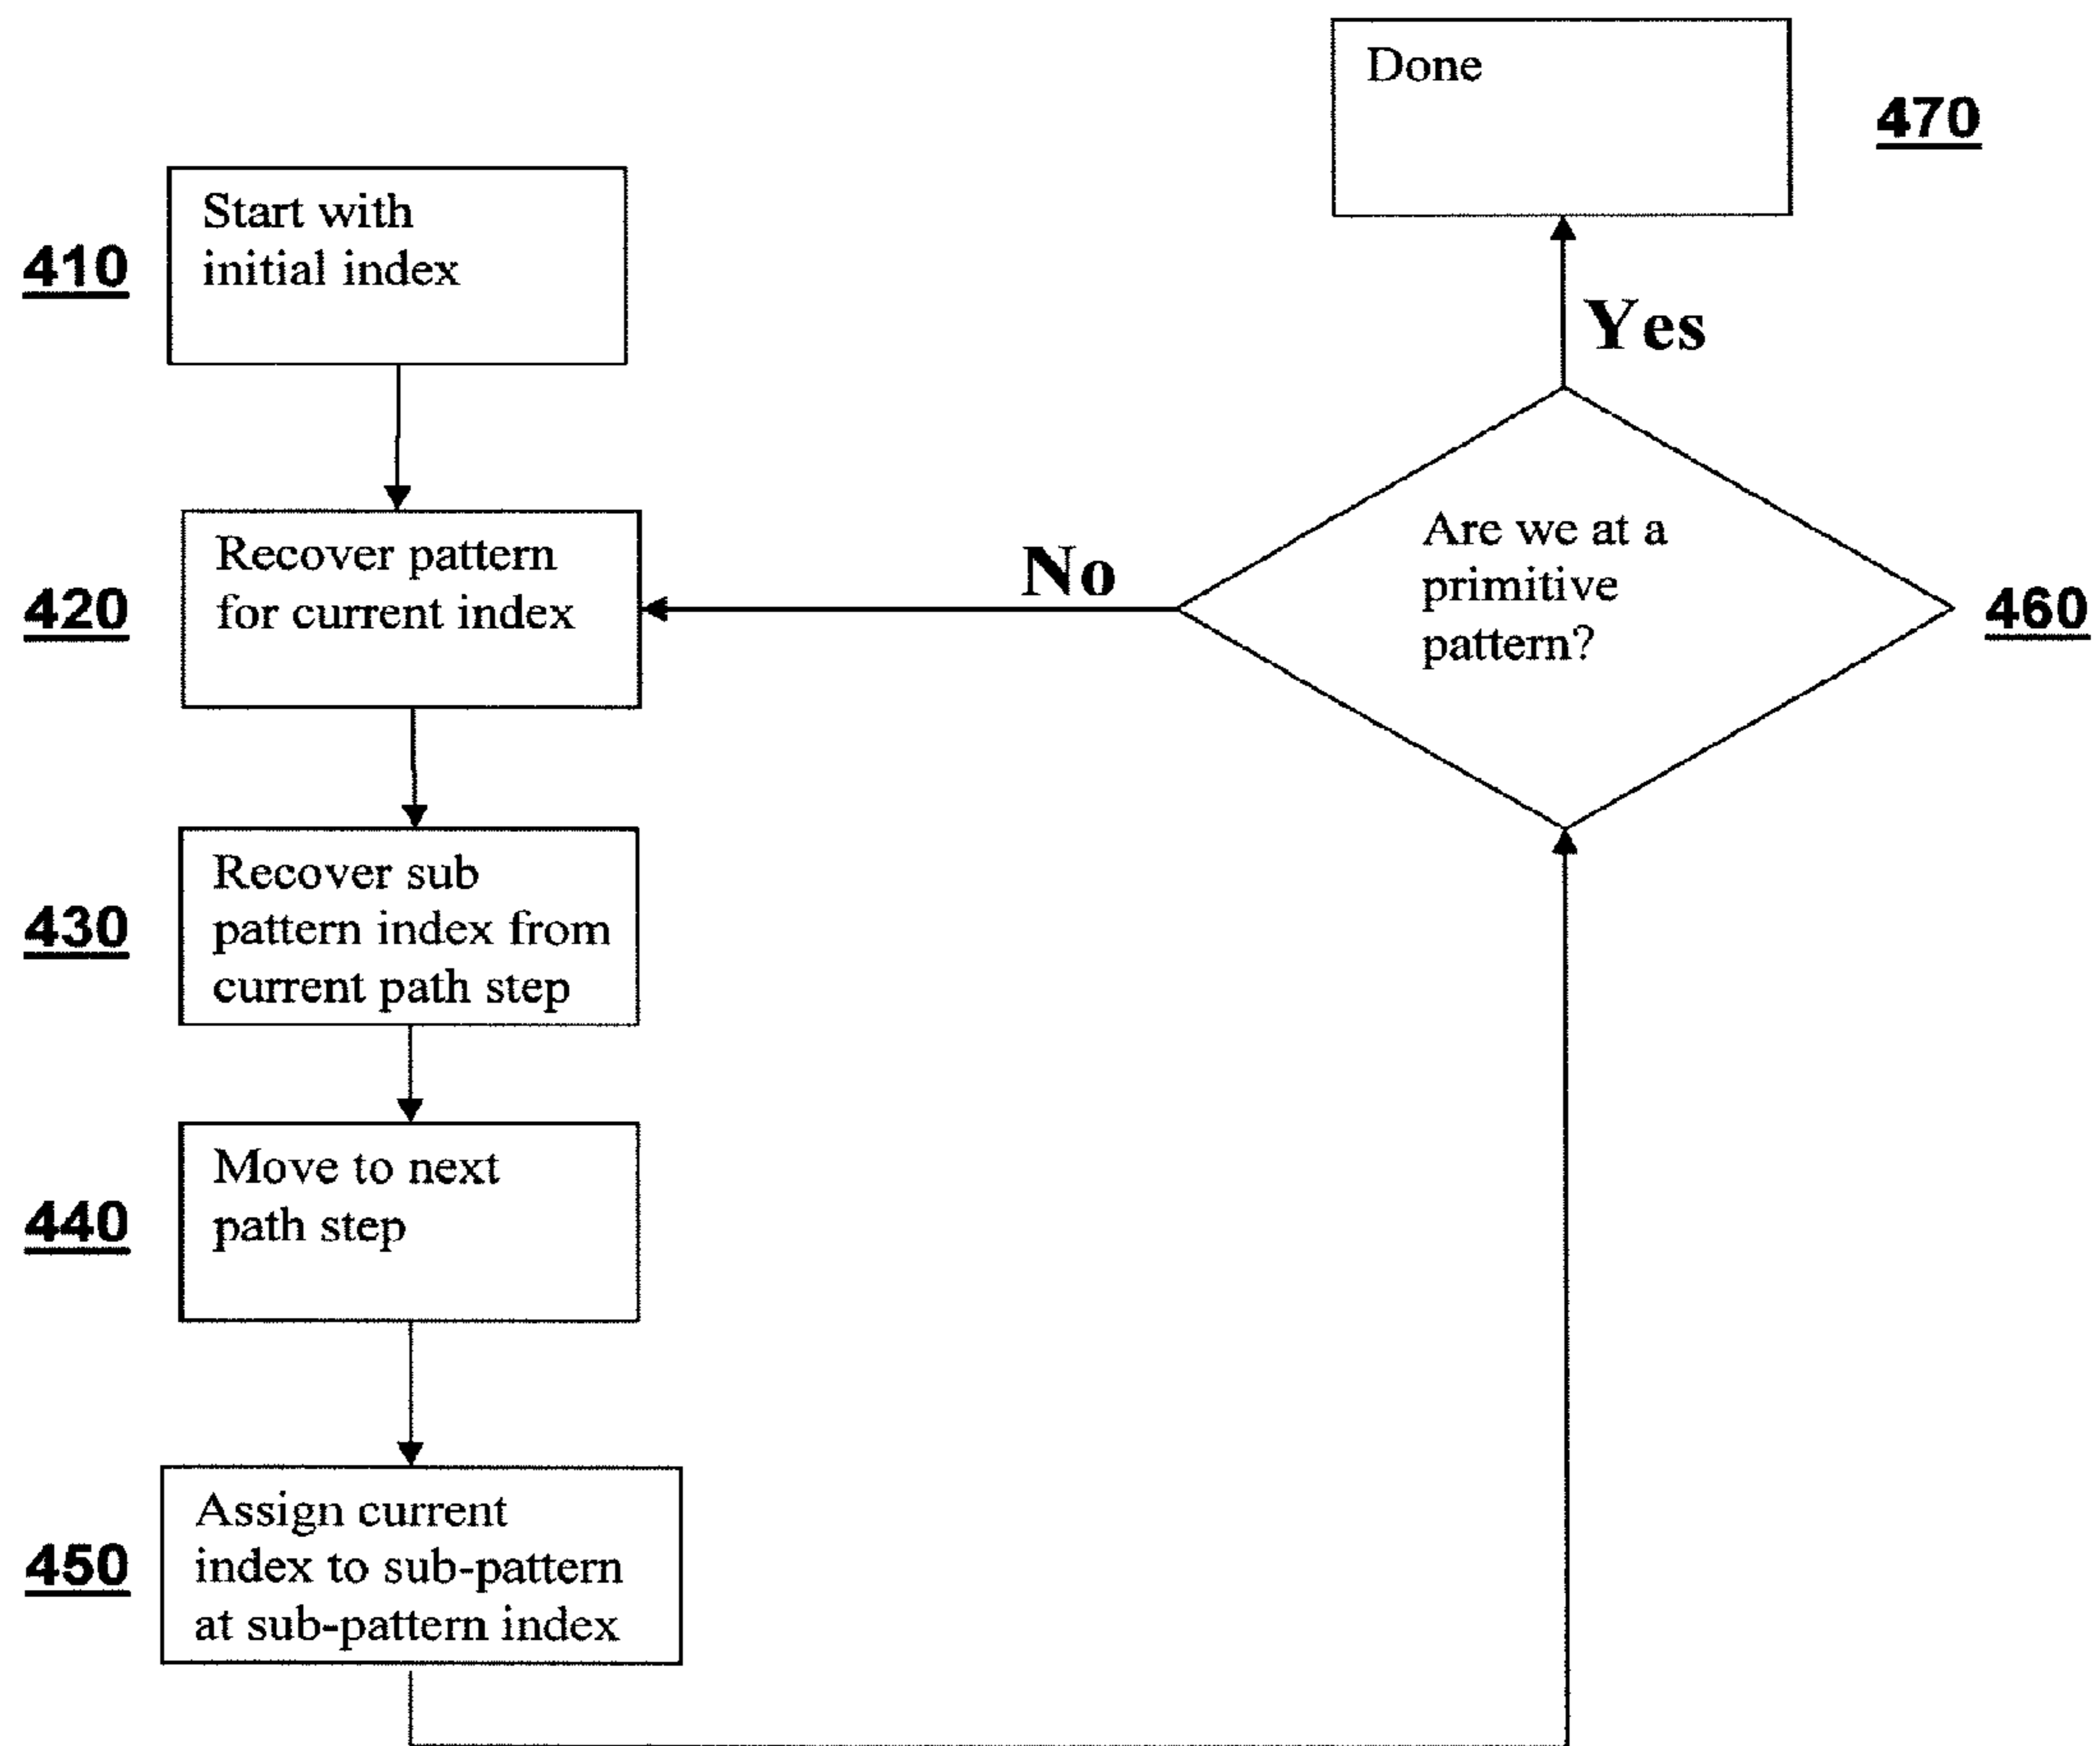 410
Start with
initial index
420
Recover pattern
for current index
430
Recover sub
pattern index from
current path step
440
Move to next
path step
450
Assign current
index to sub-pattern
at sub-pattern index
460
Are we at a
primitive
pattern?
No
Yes
470
Done